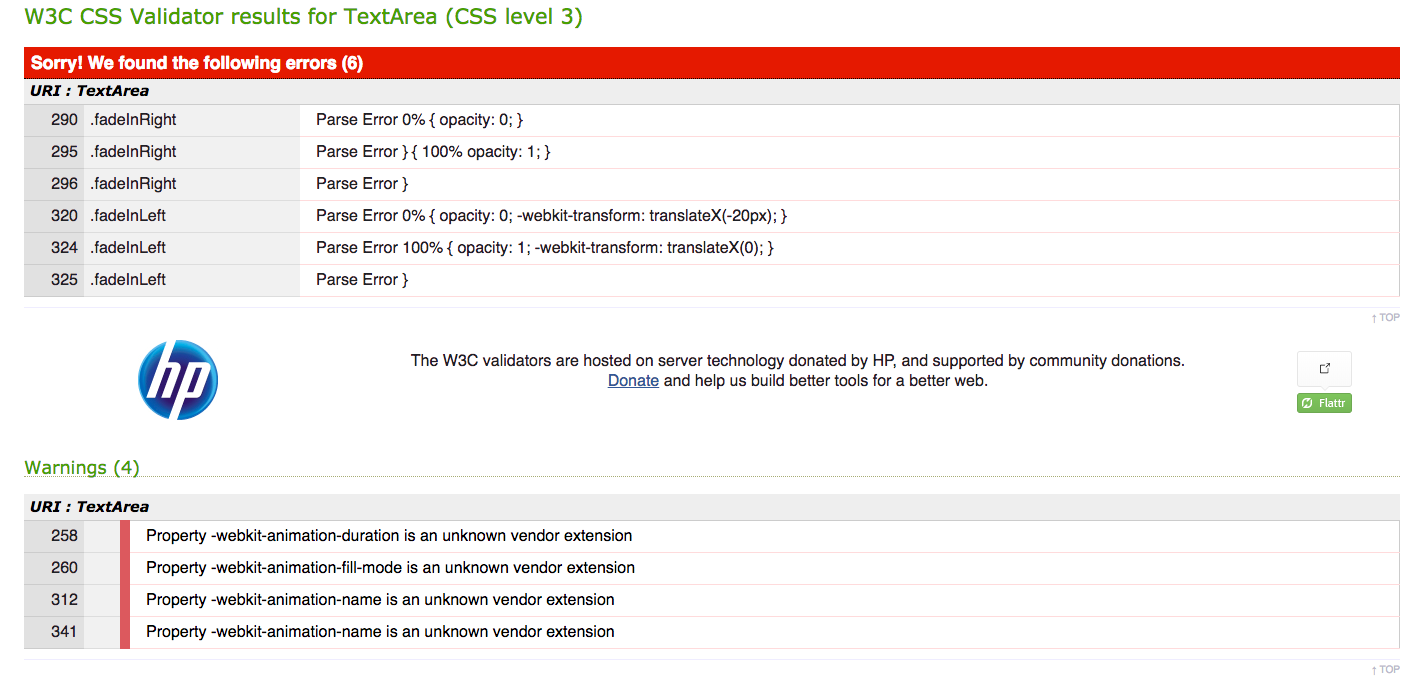 W3C CSS Validator results for TextArea (CSS level 3)
Sorry! We found the following errors (6)
URI : TextArea
290 .fadeInRight Parse Error 0% { opacity: 0; }
295 .fadeInRight Parse Error } { 100% opacity: 1; }
296 .fadeInRight Parse Error }
320 .fadeInLeft Parse Error 0% { opacity: 0; -webkit-transform: translateX(-20px); }
324 .fadeInLeft Parse Error 100% { opacity: 1; -webkit-transform: translateX(0); }
325 .fadeInLeft Parse Error }
↑ TOP
hp
The W3C validators are hosted on server technology donated by HP, and supported by community donations.
Donate and help us build better tools for a better web.
Flattr
Warnings (4)
URI : TextArea
258 Property -webkit-animation-duration is an unknown vendor extension
260 Property -webkit-animation-fill-mode is an unknown vendor extension
312 Property -webkit-animation-name is an unknown vendor extension
341 Property -webkit-animation-name is an unknown vendor extension
↑ TOP